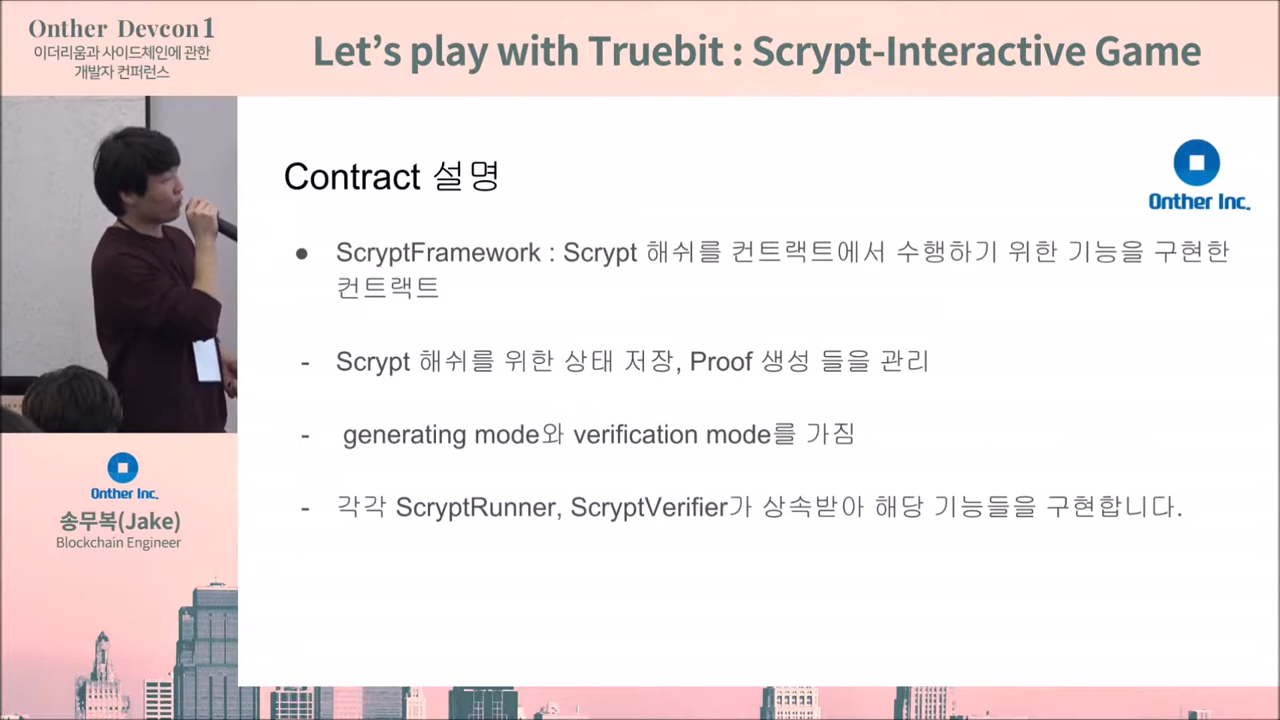 Onther Devcon 1
이더리움과 사이드체인에 관한
개발자 컨퍼런스
Let's play with Truebit : Scrypt-Interactive Game
Contract 설명
Onther Inc.
● ScryptFramework : Scrypt 해쉬를 컨트랙트에서 수행하기 위한 기능을 구현한
컨트랙트
- Scrypt 해쉬를 위한 상태 저장, Proof 생성 들을 관리
- generating mode와 verification mode를 가짐
- 각각 ScryptRunner, ScryptVerifier가 상속받아 해당 기능들을 구현합니다.
Onther Inc.
송무복(Jake)
Blockchain Engineer